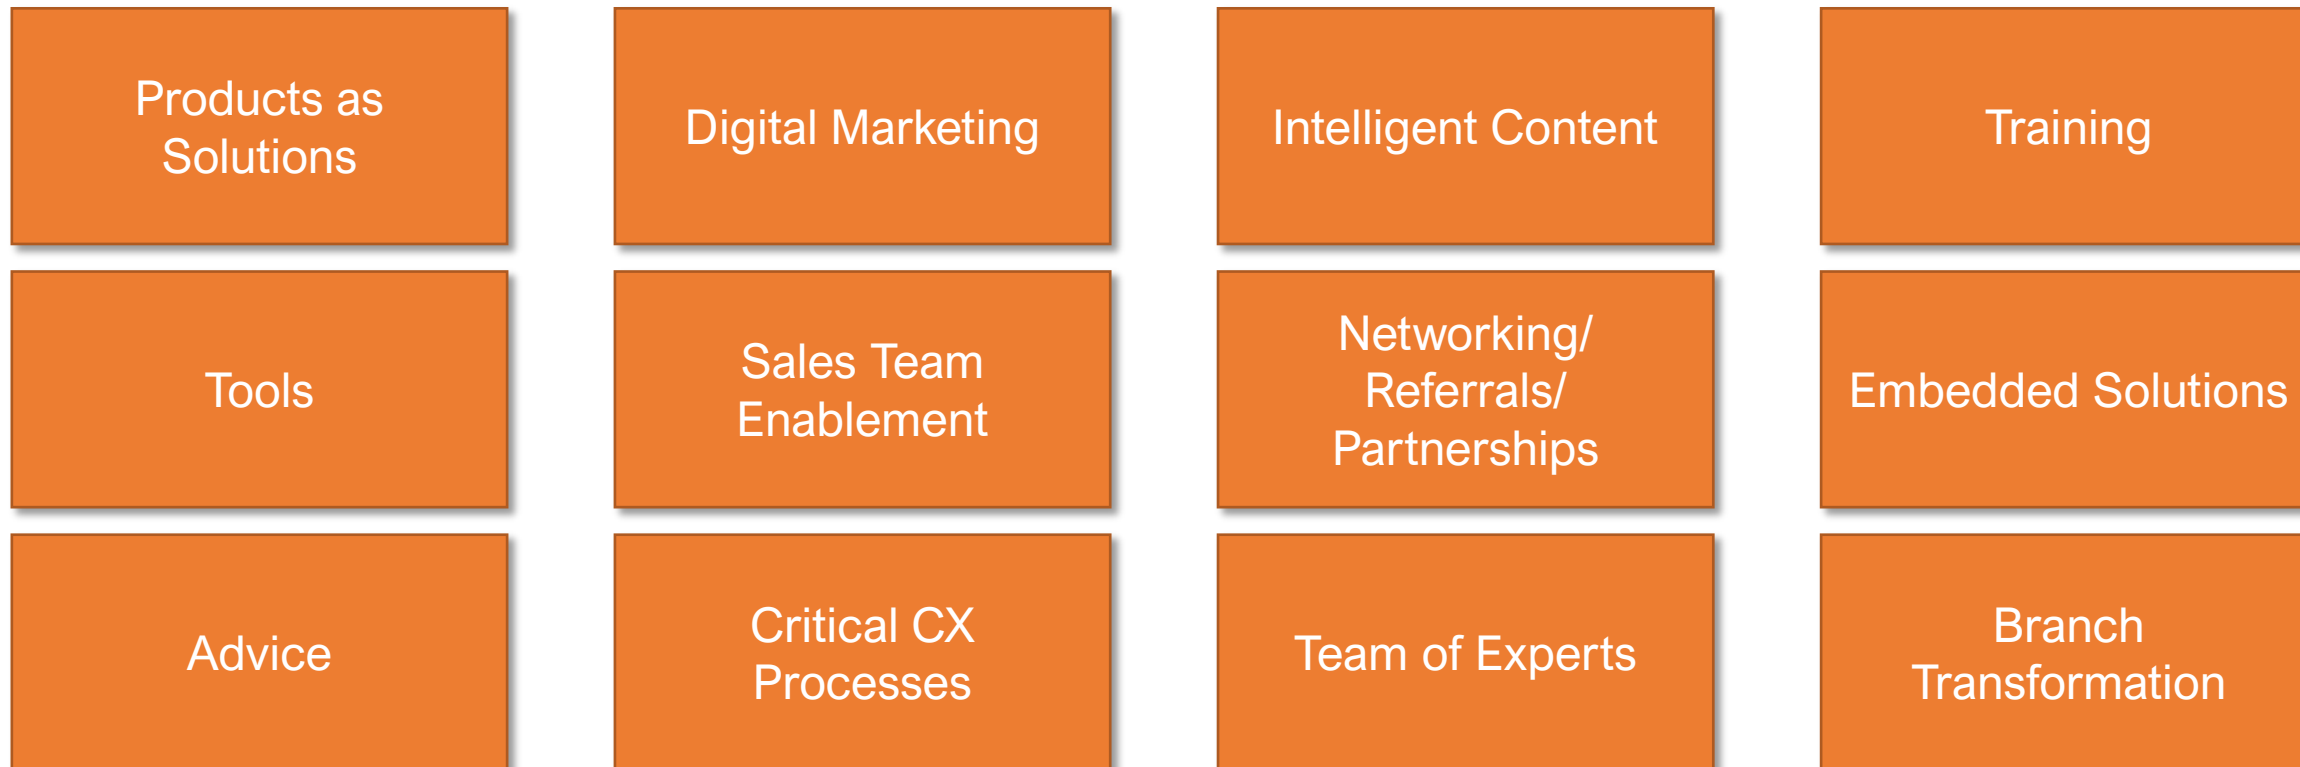 Products as
Solutions
Digital Marketing
Intelligent Content
Training
Tools
Sales Team
Enablement
Networking/
Referrals/
Partnerships
Embedded Solutions
Advice
Critical CX
Processes
Team of Experts
Branch
Transformation